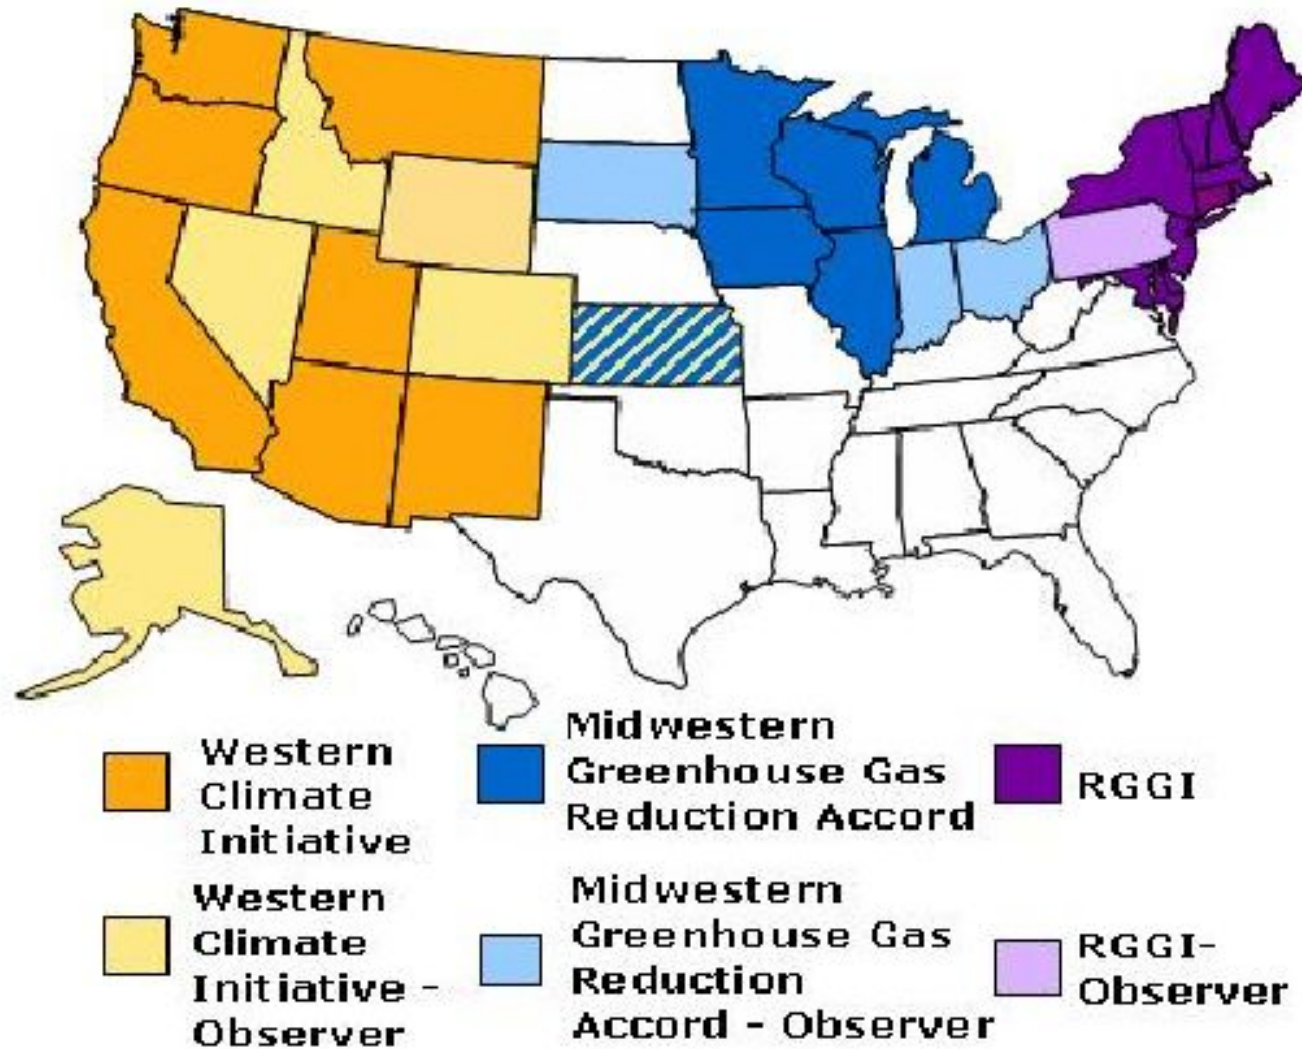 Western
Climate
Initiative
Midwestern
Greenhouse Gas
Reduction Accord
RGGI
Western
Climate
Initiative -
Observer
Midwestern
Greenhouse Gas
Reduction
Accord - Observer
RGGI-
Observer